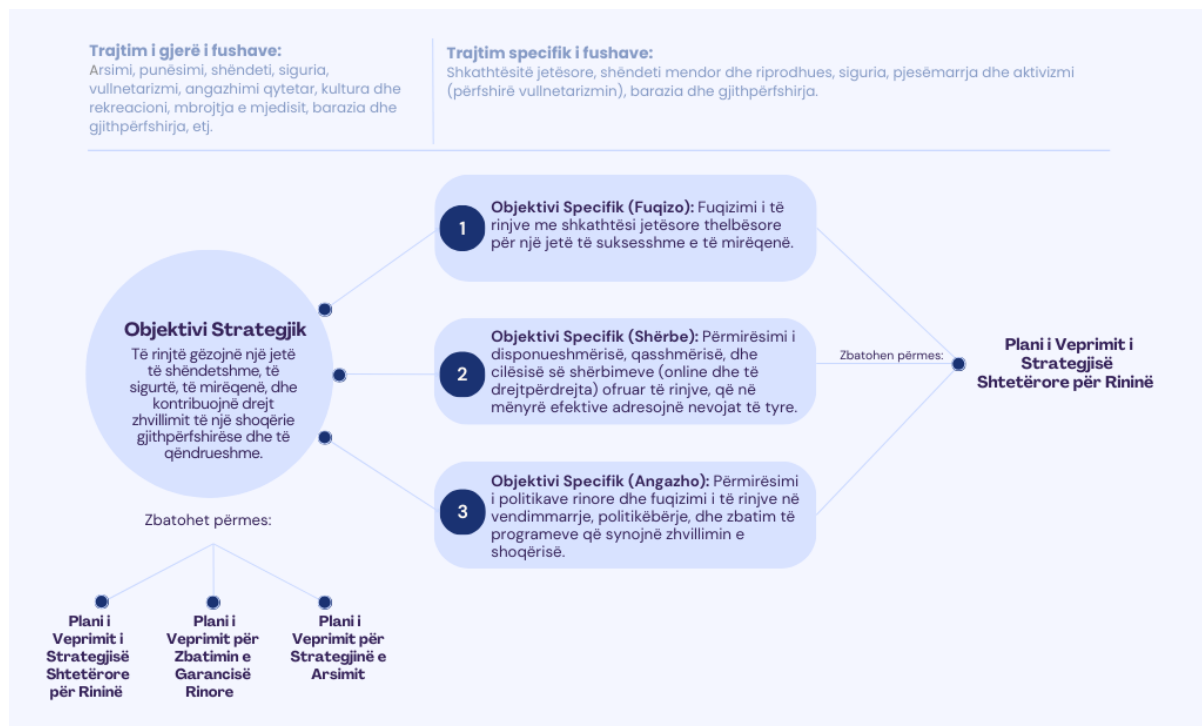 Trajtim i gjerë i fushave:
Arsimi, punësimi, shëndeti, siguria,
vullnetarizmi, angazhimi qytetar, kultura dhe
rekreacioni, mbrojtja e mjedisit, barazia dhe
gjithpërfshirja, etj.
Trajtim specifik i fushave:
Shkathtësitë jetësore, shëndeti mendor dhe riprodhues, siguria, pjesëmarrja dhe aktivizmi
(përfshirë vullnetarizmin), barazia dhe gjithpërfshirja.
Objektivi Strategjik
Të rinjtë gëzojnë një jetë
të shëndetshme, të
sigurtë, të mirëqenë, dhe
kontribuojnë drejt
zhvillimit të një shoqërie
gjithpërfshirëse dhe të
qëndrueshme.
1
Objektivi Specifik (Fuqizo): Fuqizimi i të
rinjve me shkathtësi jetësore thelbësore
për një jetë të suksesshme e të mirëqenë.
2
Objektivi Specifik (Shërbe): Përmirësimi i
disponueshmërisë, qasshmërisë, dhe
cilësisë së shërbimeve (online dhe të
drejtpërdrejta) ofruar të rinjve, që në
mënyrë efektive adresojnë nevojat të tyre.
3
Objektivi Specifik (Angazho): Përmirësimi
i politikave rinore dhe fuqizimi i të rinjve në
vendimmarrje, politikëbërje, dhe zbatim të
programeve që synojnë zhvillimin e
shoqërisë.
Zbatohen përmes:
Plani i Veprimit i
Strategjisë
Shtetërore për Rininë
Zbatohet përmes:
Plani i
Veprimit i
Strategjisë
Shtetërore
për Rininë
Plani i
Veprimit për
Zbatimin e
Garancisë
Rinore
Plani i
Veprimit për
Strategjinë e
Arsimit